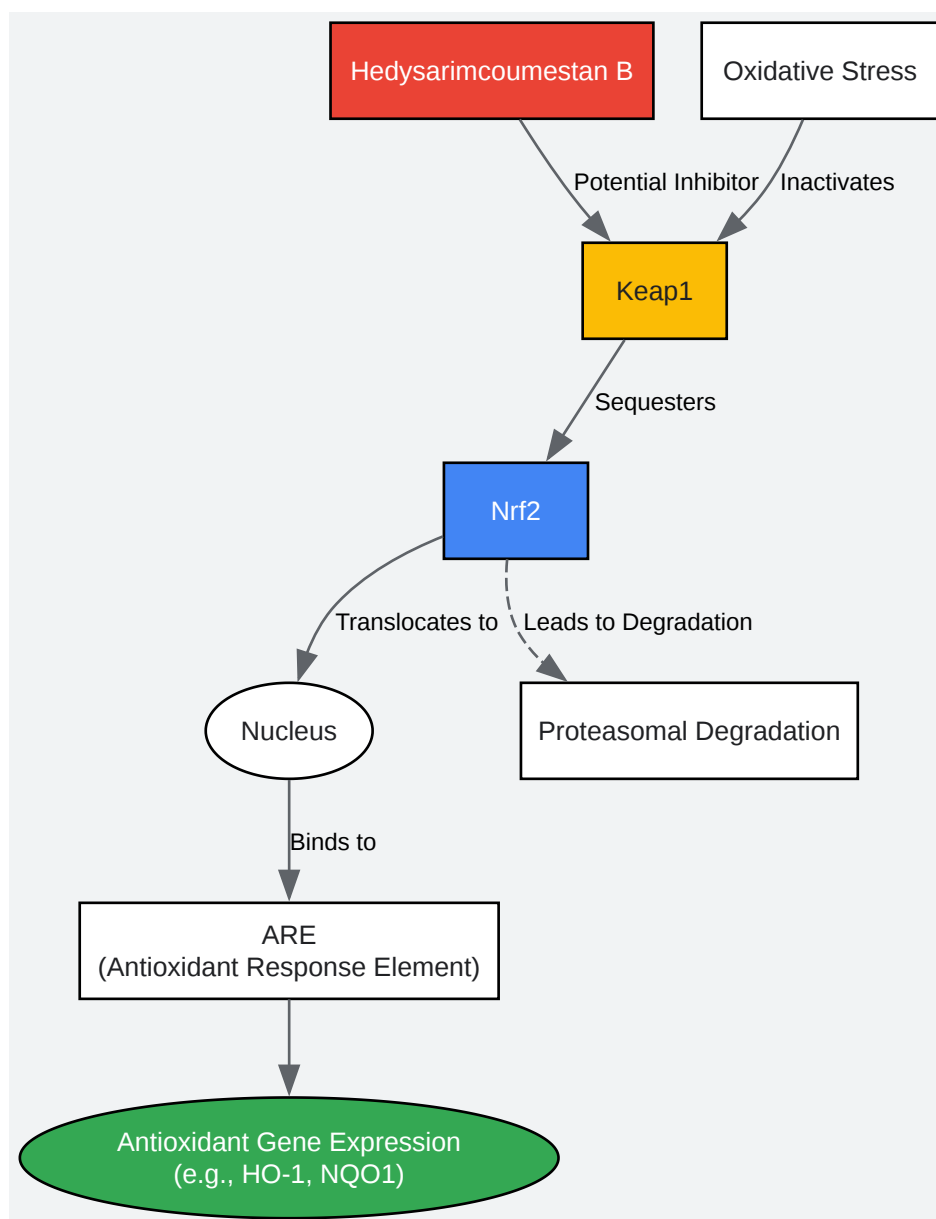 Hedysarimcoumestan B
Oxidative Stress
Potential Inhibitor
Inactivates
Keap1
Sequesters
Nrf2
Translocates to
Leads to Degradation
Nucleus
Proteasomal Degradation
Binds to
ARE
(Antioxidant Response Element)
Antioxidant Gene Expression
(e.g., HO-1, NQO1)